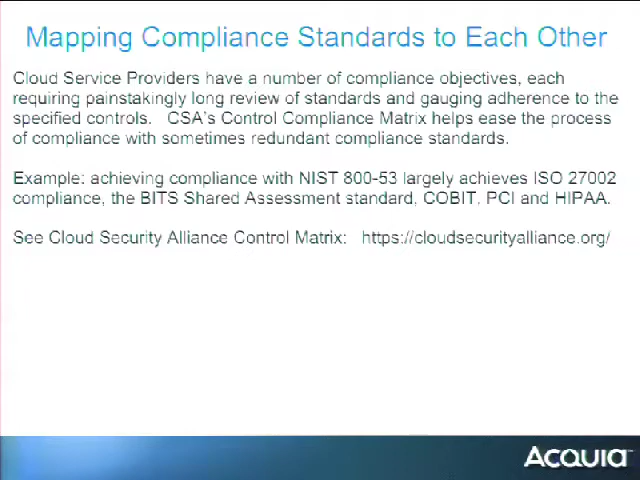 Mapping Compliance Standards to Each Other
Cloud Service Providers have a number of compliance objectives, each
requiring painstakingly long review of standards and gauging adherence to the
specified controls. CSA's Control Compliance Matrix helps ease the process
of compliance with sometimes redundant compliance standards.
Example: achieving compliance with NIST 800-53 largely achieves ISO 27002
compliance, the BITS Shared Assessment standard, COBIT, PCI and HIPAA.
See Cloud Security Alliance Control Matrix: https://cloudsecurityalliance.org/
ACQUIA